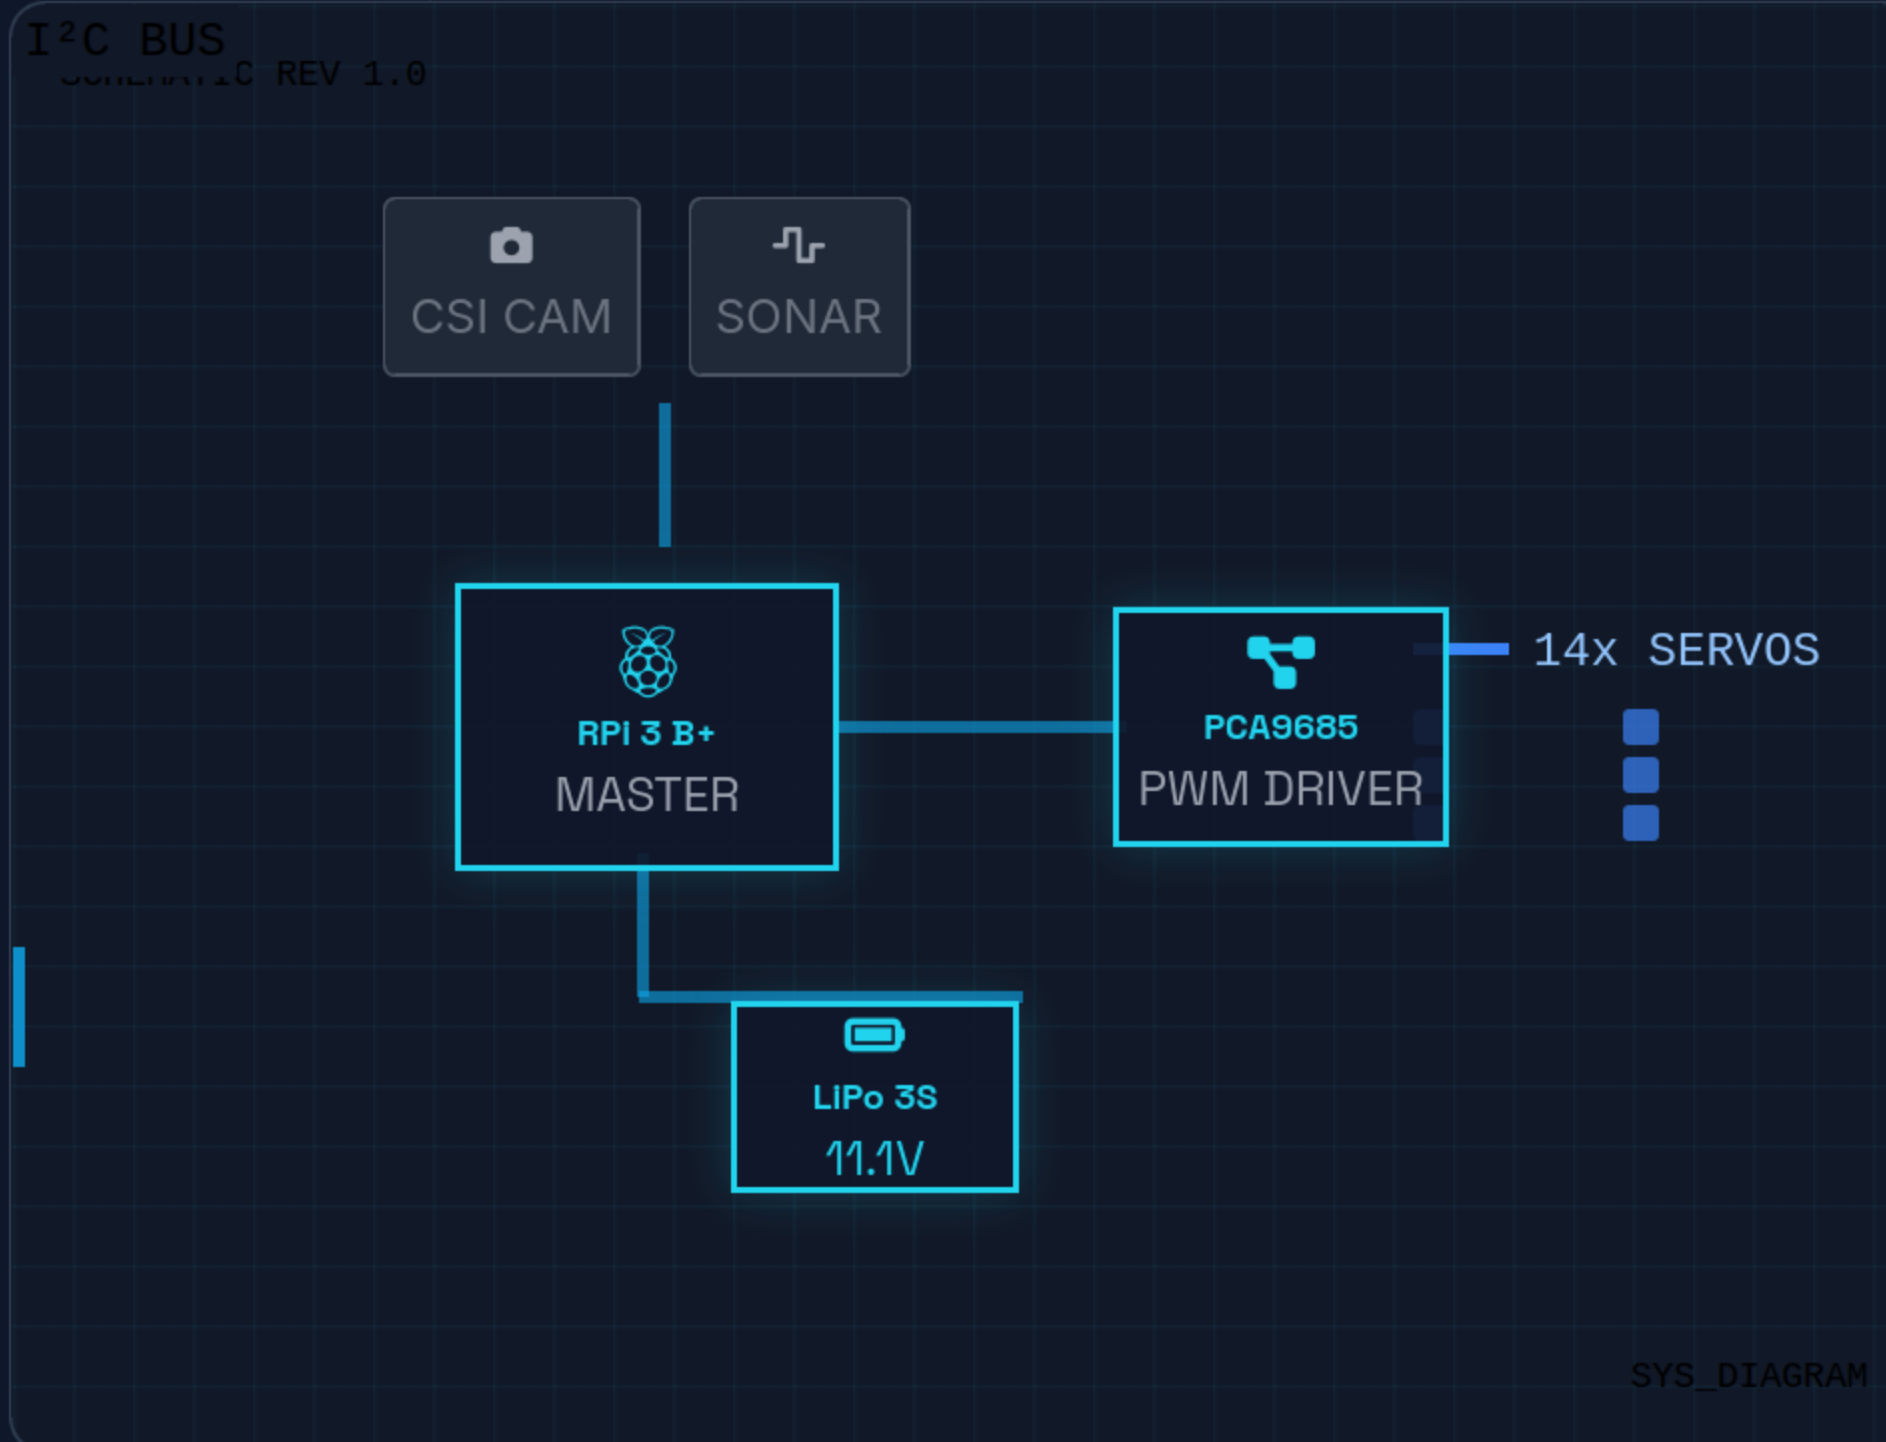 I²C BUS
SCHEMATIC REV 1.0
CSI CAM
SONAR
RPi 3 B+
MASTER
PCA9685
PWM DRIVER
14x SERVOS
LiPo 3S
11.1V
SYS_DIAGRAM